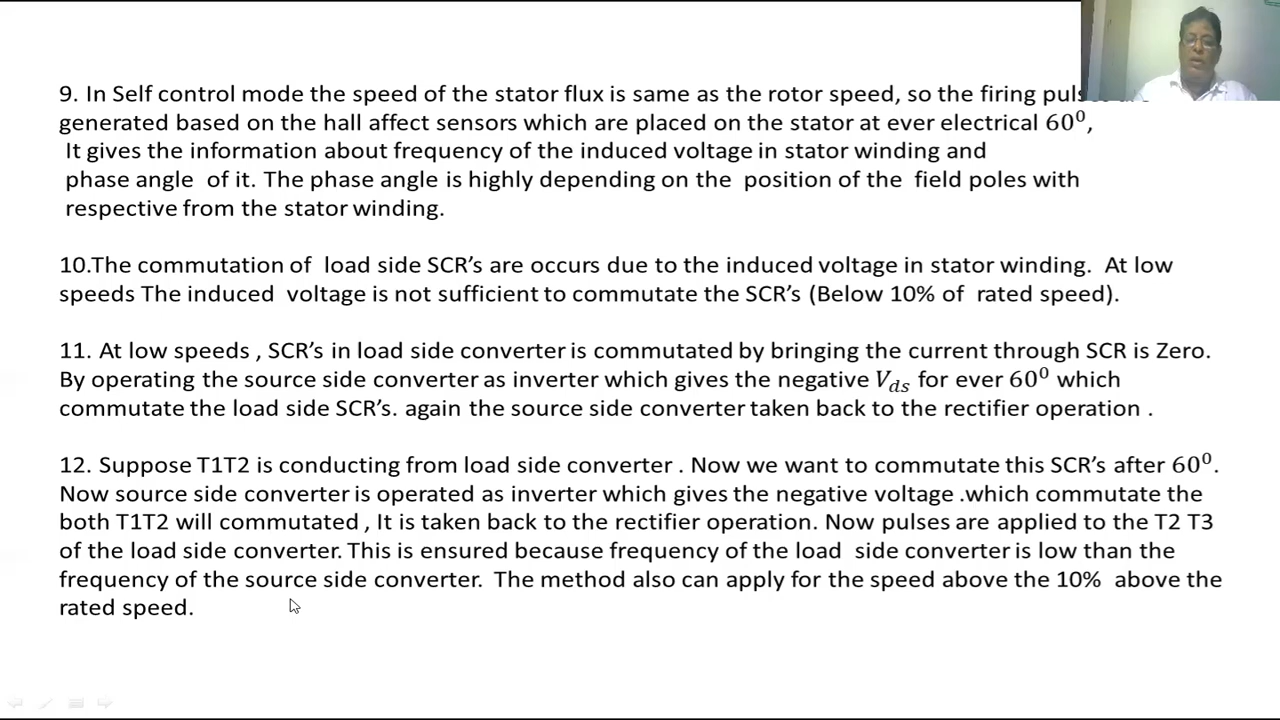 9. In Self control mode the speed of the stator flux is same as the rotor speed, so the firing
generated based on the hall affect sensors which are placed on the stator at ever electrical 60⁰,
It gives the information about frequency of the induced voltage in stator winding and
phase angle of it. The phase angle is highly depending on the position of the field poles with
respective from the stator winding.
10.The commutation of load side SCR’s are occurs due to the induced voltage in stator winding. At low
speeds The induced voltage is not sufficient to commutate the SCR’s (Below 10% of rated speed).
11. At low speeds , SCR’s in load side converter is commutated by bringing the current through SCR is Zero.
By operating the source side converter as inverter which gives the negative V_ds for ever 60⁰ which
commutate the load side SCR’s. again the source side converter taken back to the rectifier operation .
12. Suppose T1T2 is conducting from load side converter . Now we want to commutate this SCR’s after 60⁰.
Now source side converter is operated as inverter which gives the negative voltage .which commutate the
both T1T2 will commutated , It is taken back to the rectifier operation. Now pulses are applied to the T2 T3
of the load side converter. This is ensured because frequency of the load side converter is low than the
frequency of the source side converter. The method also can apply for the speed above the 10% above the
rated speed.